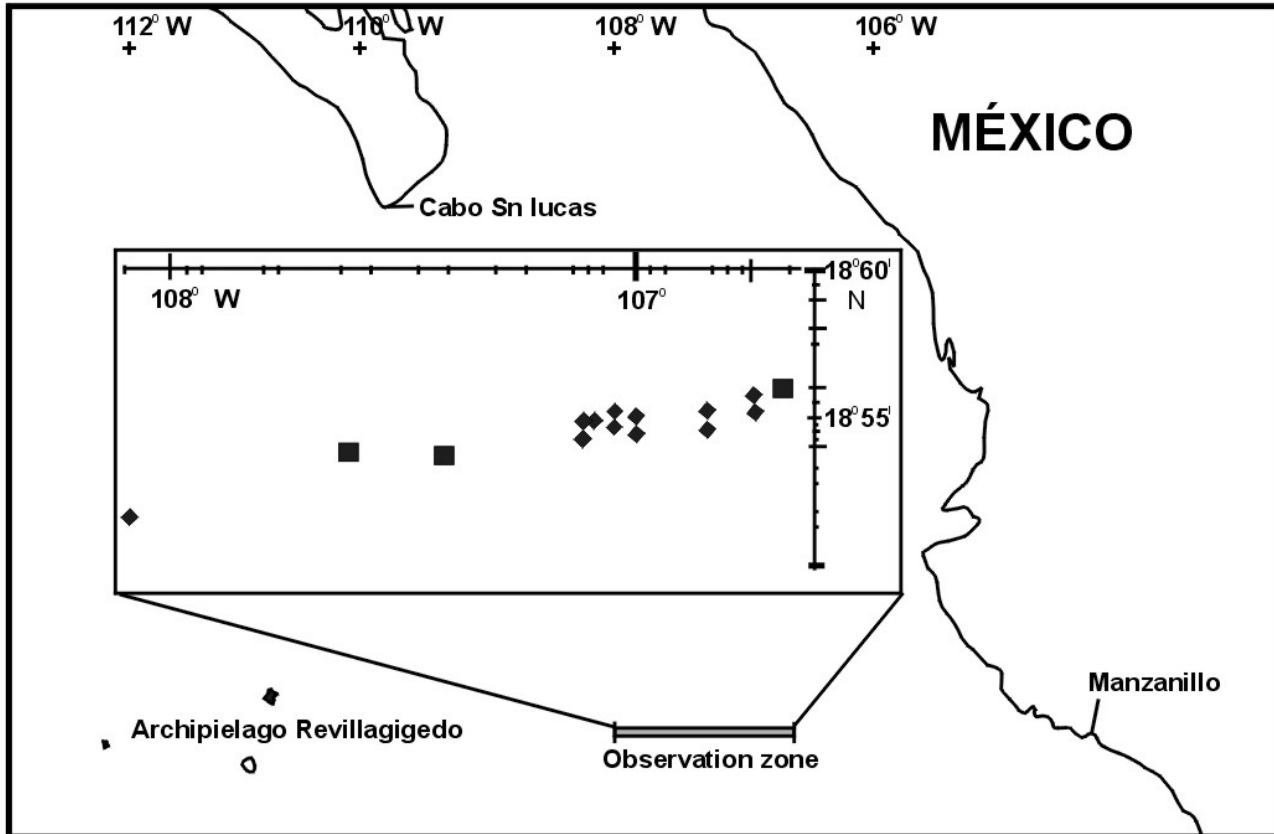 112° W 110° W 108° W 106° W
MÉXICO
Cabo Sn lucas
18° 60'
108° W 107° N
18° 55'
Manzanillo
Archipielago Revillagigedo
Observation zone